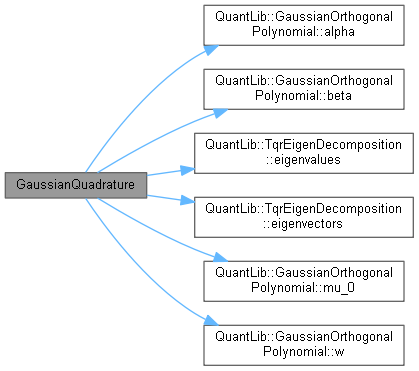 QuantLib::GaussianOrthogonal
Polynomial::alpha
QuantLib::GaussianOrthogonal
Polynomial::beta
QuantLib::TqrEigenDecomposition
::eigenvalues
GaussianQuadrature
QuantLib::TqrEigenDecomposition
::eigenvectors
QuantLib::GaussianOrthogonal
Polynomial::mu_0
QuantLib::GaussianOrthogonal
Polynomial::w